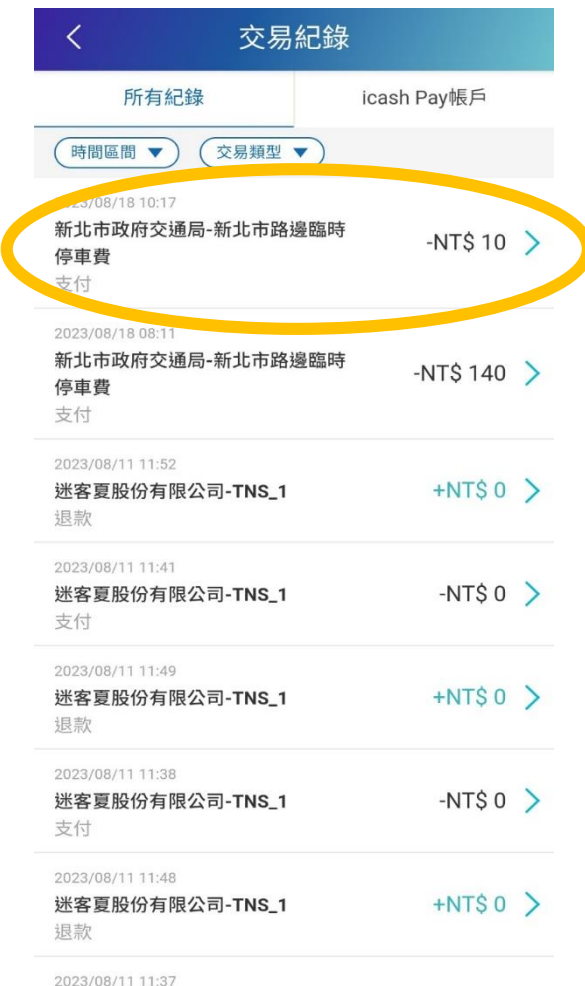 交易紀錄
所有紀錄
icash Pay帳戶
時間區間 ▼
交易類型 ▼
2023/08/18 10:17
新北市政府交通局-新北市路邊臨時
停車費
-NT$ 10
支付
2023/08/18 08:11
新北市政府交通局-新北市路邊臨時
停車費
-NT$ 140
支付
2023/08/11 11:52
迷客夏股份有限公司-TNS_1
+NT$ 0
退款
2023/08/11 11:41
迷客夏股份有限公司-TNS_1
-NT$ 0
支付
2023/08/11 11:49
迷客夏股份有限公司-TNS_1
+NT$ 0
退款
2023/08/11 11:38
迷客夏股份有限公司-TNS_1
-NT$ 0
支付
2023/08/11 11:48
迷客夏股份有限公司-TNS_1
+NT$ 0
退款
2023/08/11 11:37